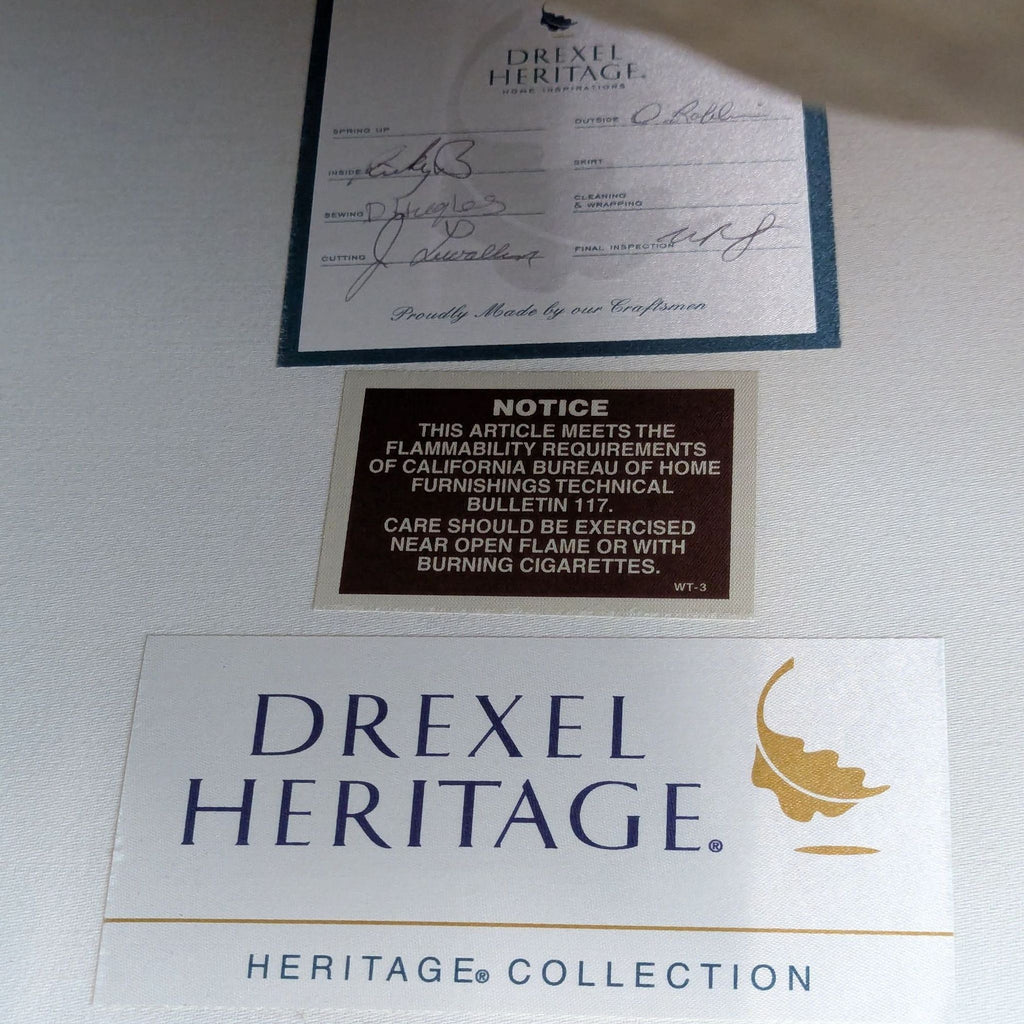 DREXEL
HERITAGE®
HOME INSPIRATIONS
SPRING UP
INSIDE Ricky B
SEWING
CUTTING J
OUTSIDE O
SKIRT
CLEANING
& WRAPPING
FINAL INSPECTION
Proudly Made by our Craftsmen
NOTICE
THIS ARTICLE MEETS THE
FLAMMABILITY REQUIREMENTS
OF CALIFORNIA BUREAU OF HOME
FURNISHINGS TECHNICAL
BULLETIN 117.
CARE SHOULD BE EXERCISED
NEAR OPEN FLAME OR WITH
BURNING CIGARETTES.
WT-3
DREXEL
HERITAGE®
HERITAGE® COLLECTION